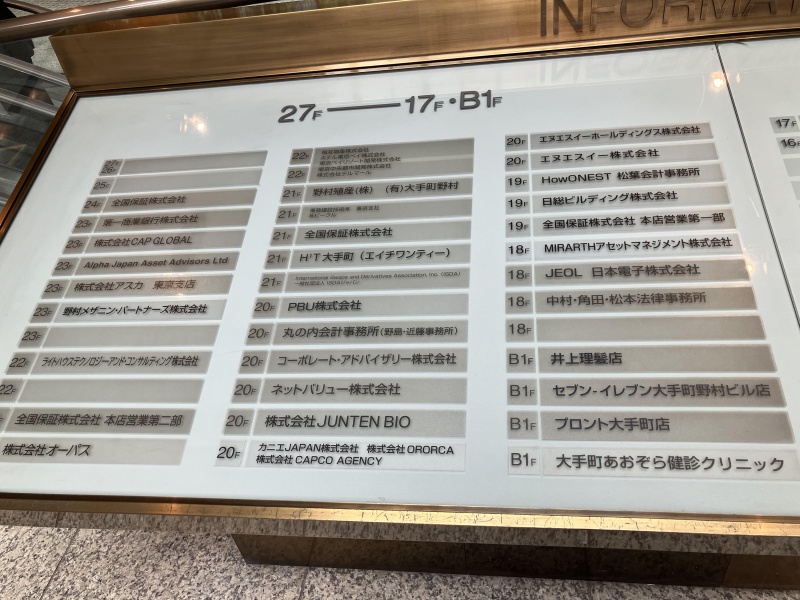 INFORMAT
27F 17F・B1F
26F
25F
24F 全国保証株式会社
23F 第一商業銀行株式会社
23F 株式会社CAP GLOBAL
23F Alpha Japan Asset Advisors Ltd
23F 株式会社アスカ 東京支店
23F 野村メザニン・パートナーズ株式会社
23F
22F ライトハウステクノロジーアンド・コンサルティング株式会社
22F
全国保証株式会社 本店営業第二部
株式会社オーパス
22F
22F
21F 野村殖産(株) (有)大手町野村
21F
21F 全国保証株式会社
21F H¹T大手町(エイチワンティー)
21F International Swaps and Derivatives Association, Inc. (ISDA)
20F PBU株式会社
20F 丸の内会計事務所(野島・近藤事務所)
20F コーポレート・アドバイザリー株式会社
20F ネットバリュー株式会社
20F 株式会社JUNTEN BIO
20F カニエJAPAN株式会社 株式会社ORORCA
株式会社CAPCO AGENCY
20F エヌエスイーホールディングス株式会社
20F エヌエスイー株式会社
19F HowONEST 松葉会計事務所
19F 日総ビルディング株式会社
19F 全国保証株式会社 本店営業第一部
18F MIRARTHアセットマネジメント株式会社
18F JEOL 日本電子株式会社
18F 中村・角田・松本法律事務所
18F
B1F 井上理髪店
B1F セブン-イレブン大手町野村ビル店
B1F プロント大手町店
B1F 大手町あおぞら健診クリニック
17F
16F